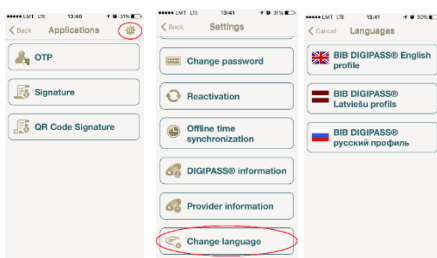 LMT LTE 13:40 31%
Back Applications
OTP
Signature
QR Code Signature
LMT LTE 13:41 31%
Back Settings
Change password
Reactivation
Offline time
synchronization
DIGIPASS® information
Provider information
Change language
LMT LTE 13:41 30%
Cancel Languages
BIB DIGIPASS® English
profile
BIB DIGIPASS®
Latviešu profils
BIB DIGIPASS®
русский профиль